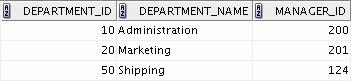 DEPARTMENT_ID DEPARTMENT_NAME MANAGER_ID
10 Administration 200
20 Marketing 201
50 Shipping 124